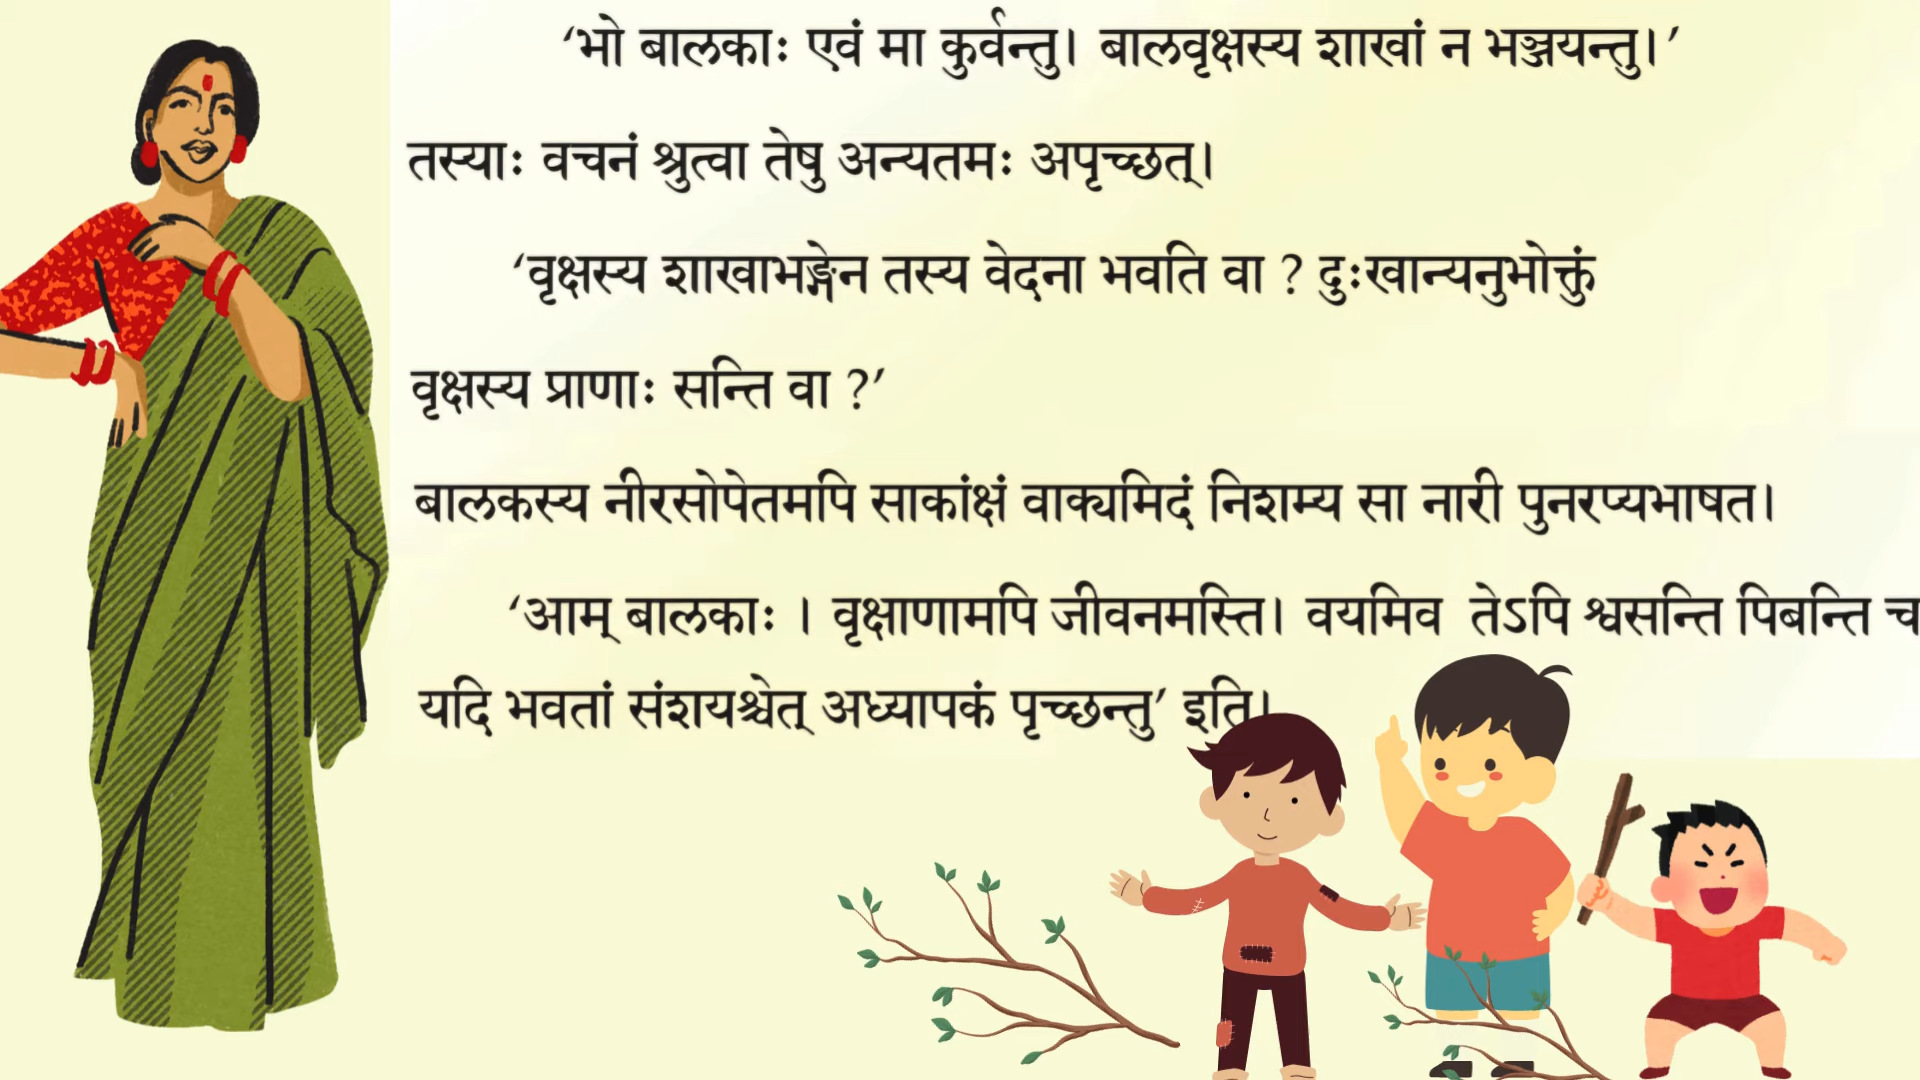 ‘भो बालकाः एवं मा कुर्वन्तु। बालवृक्षस्य शाखां न भञ्जयन्तु।’
तस्याः वचनं श्रुत्वा तेषु अन्यतमः अपृच्छत्।
‘वृक्षस्य शाखाभङ्गेन तस्य वेदना भवति वा ? दुःखान्यनुभोक्तुं
वृक्षस्य प्राणाः सन्ति वा ?’
बालकस्य नीरसोपेतमपि साकांक्षं वाक्यमिदं निशम्य सा नारी पुनरप्यभाषत।
‘आम् बालकाः । वृक्षाणामपि जीवनमस्ति। वयमिव तेऽपि श्वसन्ति पिबन्ति च
यदि भवतां संशयश्चेत् अध्यापकं पृच्छन्तु’ इति।